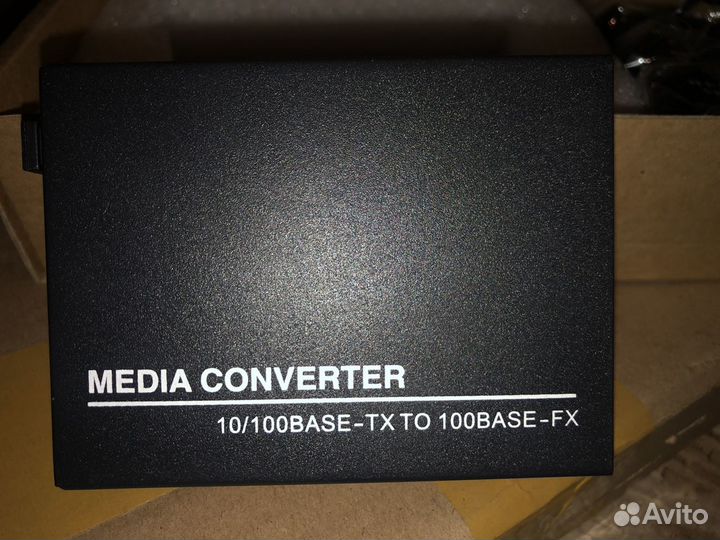 MEDIA CONVERTER
10/100BASE-TX TO 100BASE-FX
Avito